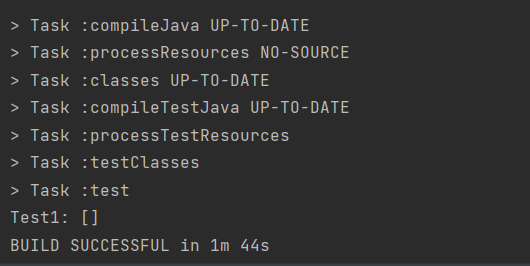 > Task :compileJava UP-TO-DATE
> Task :processResources NO-SOURCE
> Task :classes UP-TO-DATE
> Task :compileTestJava UP-TO-DATE
> Task :processTestResources
> Task :testClasses
> Task :test
Test1: []
BUILD SUCCESSFUL in 1m 44s